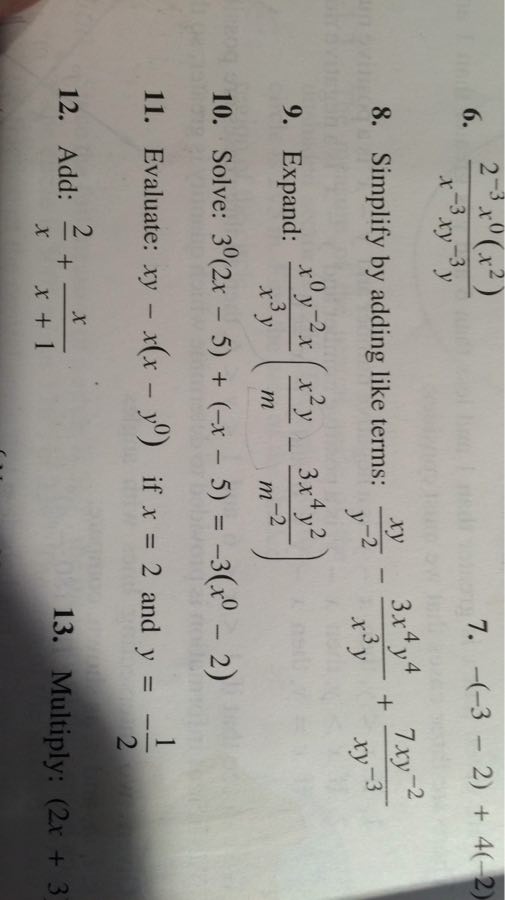 6. \frac{2^{-3}x^0(x^2)}{x^{-3}xy^{-3}y} 7. -(-3 - 2) + 4(-2)
8. Simplify by adding like terms: \frac{xy}{y^{-2}} - \frac{3x^4y^4}{x^3y} + \frac{7xy^{-2}}{xy^{-3}}
9. Expand: \frac{x^0y^{-2}x}{x^3y}\left(\frac{x^2y}{m} - \frac{3x^4y^2}{m^{-2}}\right)
10. Solve: 3^0(2x - 5) + (-x - 5) = -3(x^0 - 2)
11. Evaluate: xy - x(x - y^0) if x = 2 and y = -\frac{1}{2}
12. Add: \frac{2}{x} + \frac{x}{x + 1} 13. Multiply: (2x + 3